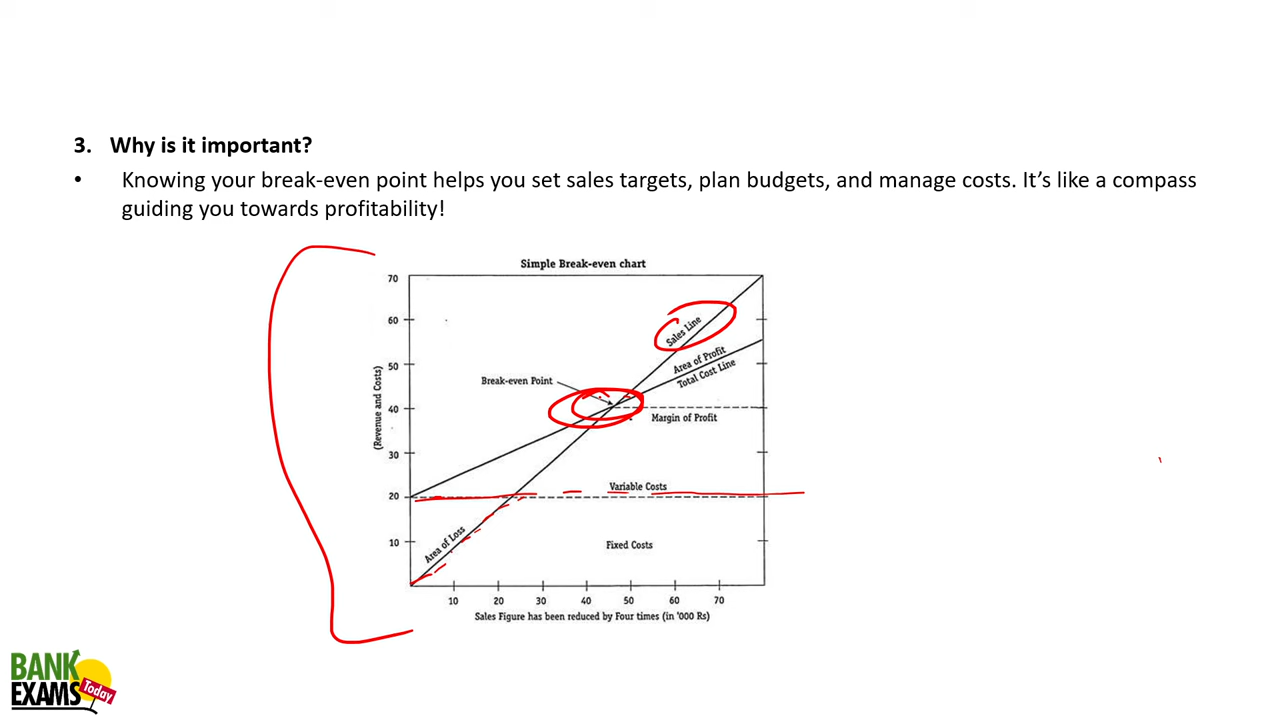 3. Why is it important?
• Knowing your break-even point helps you set sales targets, plan budgets, and manage costs. It’s like a compass
guiding you towards profitability!
Simple Break-even chart
70
60
50
40
30
20
10
(Revenue and Costs)
Sales Line
Area of Profit
Total Cost Line
Break-even Point
Margin of Profit
Variable Costs
Area of Loss
Fixed Costs
10 20 30 40 50 60 70
Sales Figure has been reduced by Four times (in '000 Rs)
BANK
EXAMS
Today